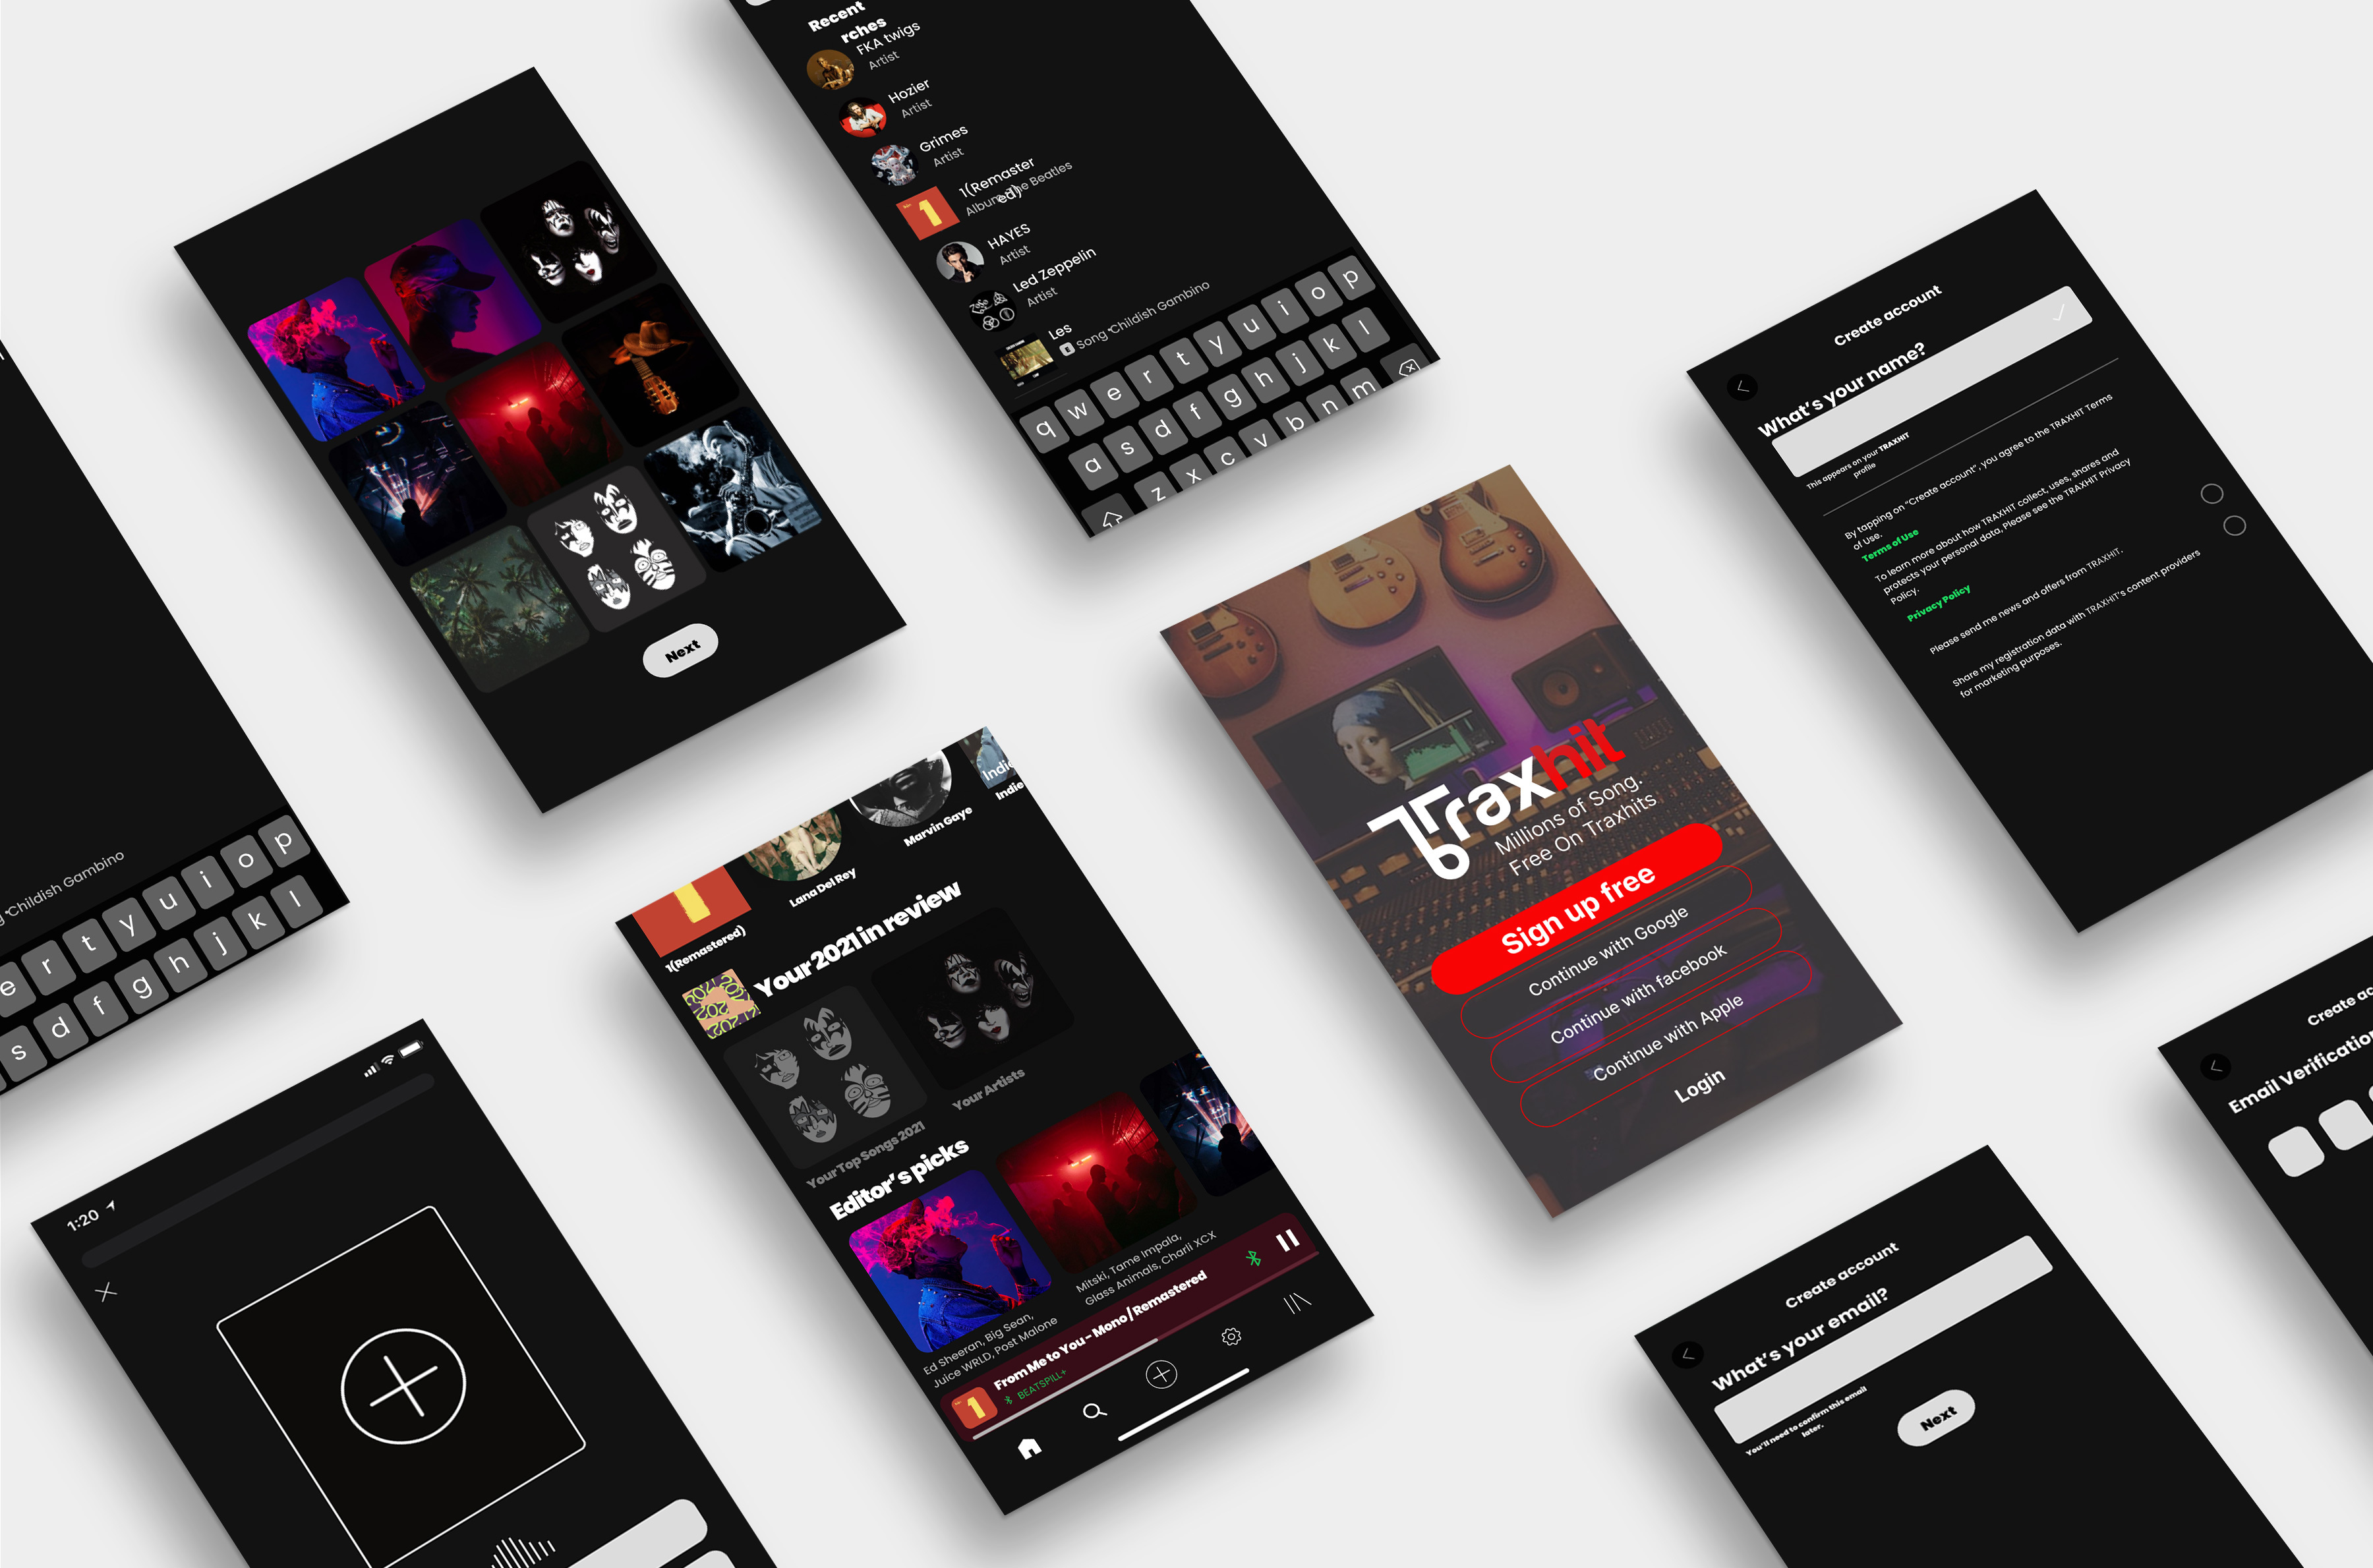 Recent
rches
FKA twigs
Artist
Hozier
Artist
Grimes
Artist
1(Remaster
ed)
Album The Beatles
HAYES
Artist
Led Zeppelin
Artist
Les
E Song •Childish Gambino
q w e r t y u i o p
a s d f g h j k l
z x c v b n m
Next
Create account
What's your name?
This appears on your TRAXHIT
profile
By tapping on "Create account", you agree to the TRAXHIT Terms
of Use.
Terms of Use
To learn more about how TRAXHIT collect, uses, shares and
protects your personal data, Please see the TRAXHIT Privacy
Policy.
Privacy Policy
Please send me news and offers from TRAXHIT.
Share my registration data with TRAXHIT's content providers
for marketing purposes.
Traxhit
Millions of Song.
Free On Traxhits
Sign up free
Continue with Google
Continue with facebook
Continue with Apple
Login
g •Childish Gambino
e r t y u i o p
s d f g h j k l
1(Remastered)
Lana Del Rey
Marvin Gaye
Indie
Indie
Your 2021 in review
Your Top Songs 2021
Your Artists
Editor's picks
Ed Sheeran, Big Sean,
Juice WRLD, Post Malone
Mitski, Tame Impala,
Glass Animals, Charli XCX
1
From Me to You - Mono / Remastered
BEATSPILL+
1:20
Create account
What's your email?
You'll need to confirm this email
later.
Next
Create ac
Email Verification